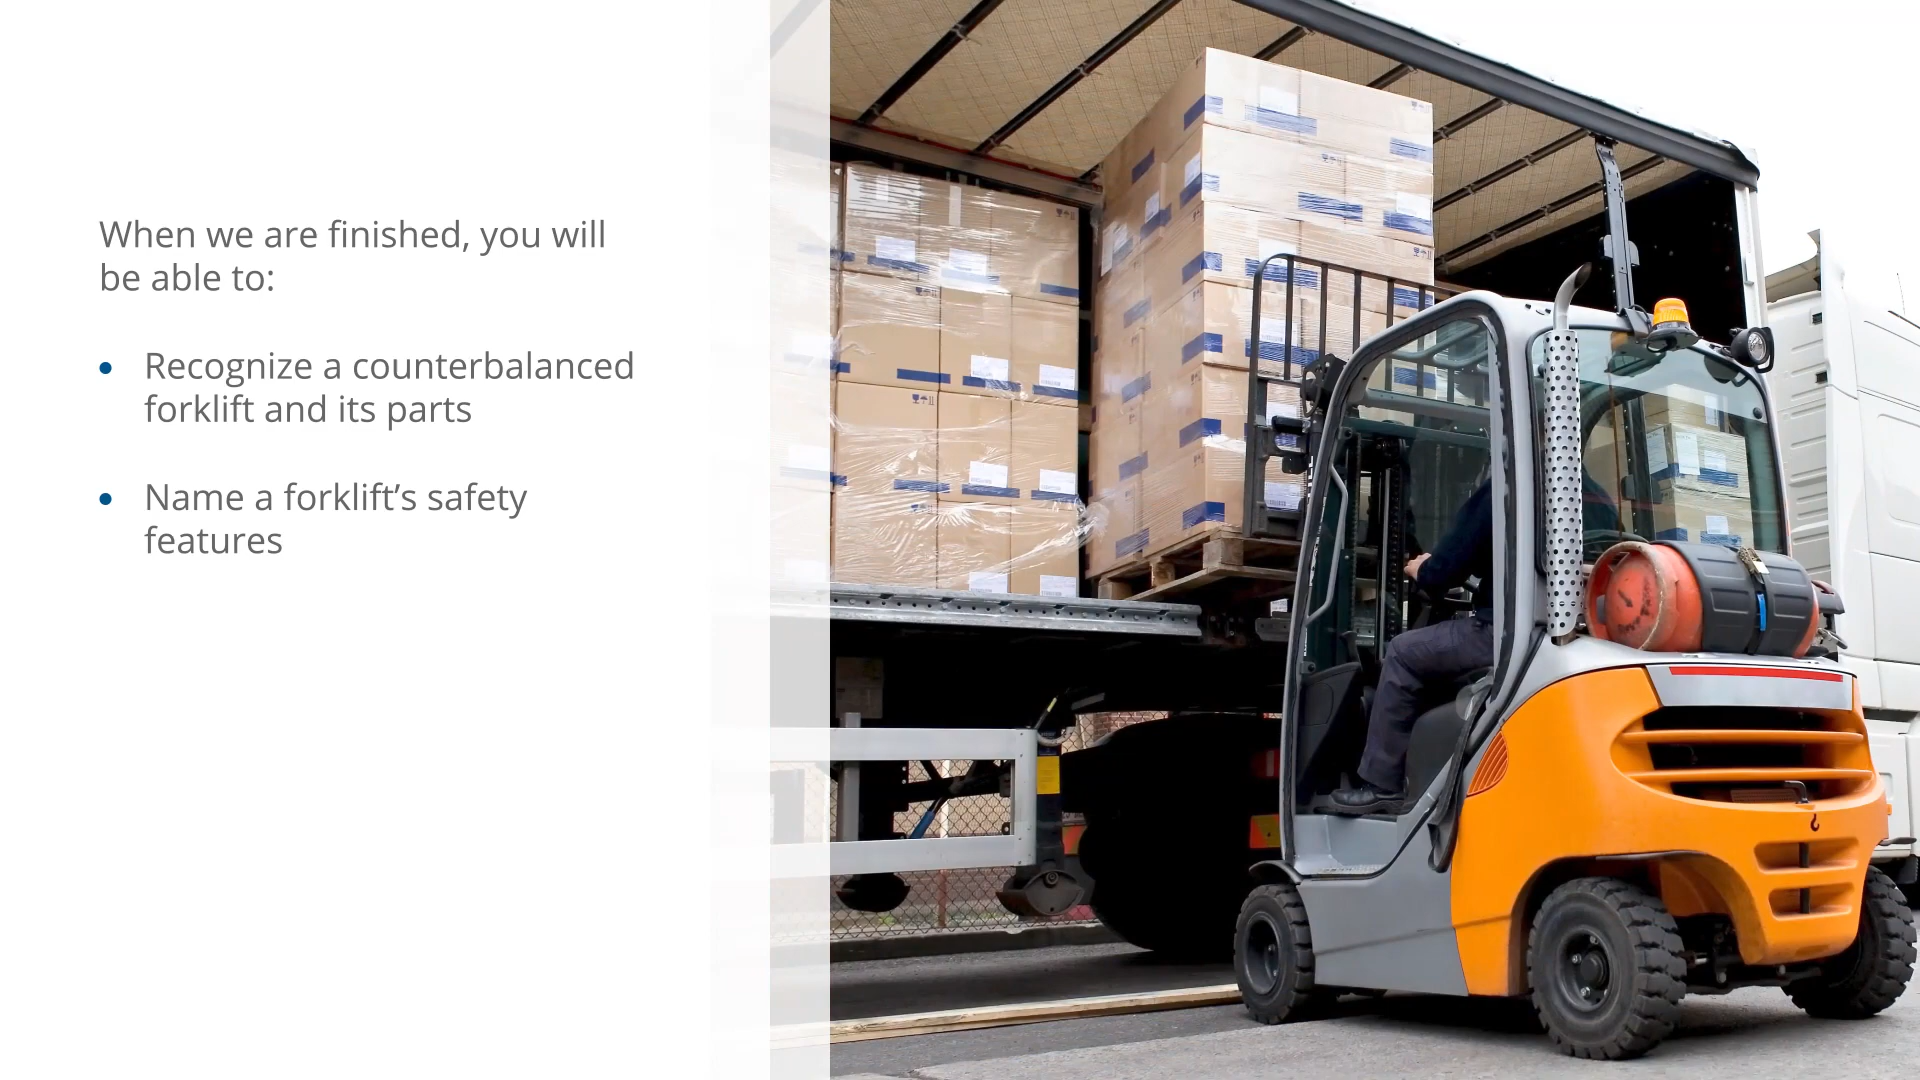 When we are finished, you will
be able to:
• Recognize a counterbalanced
forklift and its parts
• Name a forklift’s safety
features